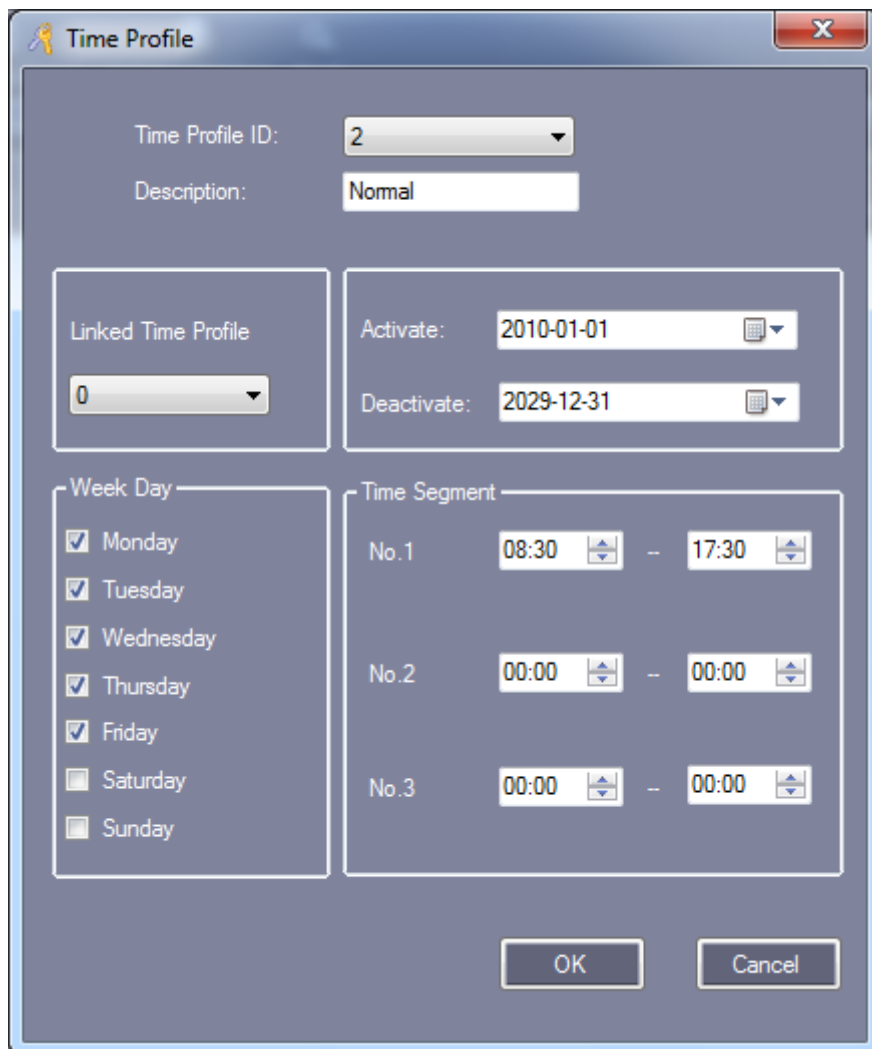 Time Profile
Time Profile ID: 2
Description: Normal
Linked Time Profile
0
Activate: 2010-01-01
Deactivate: 2029-12-31
Week Day
Monday
Tuesday
Wednesday
Thursday
Friday
Saturday
Sunday
Time Segment
No.1 08:30 -- 17:30
No.2 00:00 -- 00:00
No.3 00:00 -- 00:00
OK Cancel